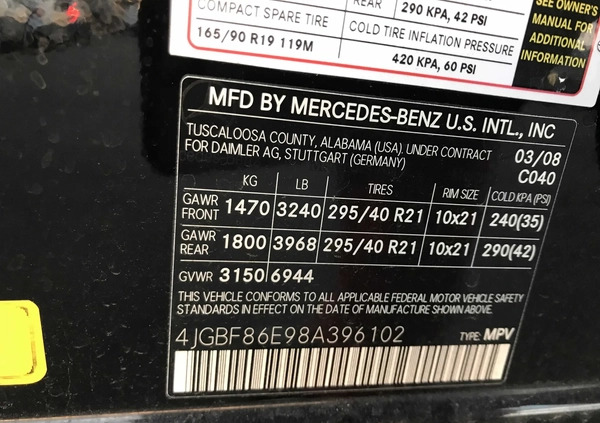 REAR
290 KPA, 42 PSI
SEE OWNER'S
MANUAL FOR
ADDITIONAL
INFORMATION
COMPACT SPARE TIRE
165/90 R19 119M
COLD TIRE INFLATION PRESSURE
420 KPA, 60 PSI
MFD BY MERCEDES-BENZ U.S. INTL., INC
TUSCALOOSA COUNTY, ALABAMA (USA). UNDER CONTRACT
FOR DAIMLER AG, STUTTGART (GERMANY)
03/08
C040
KG LB TIRES RIM SIZE COLD KPA (PSI)
GAWR FRONT 1470 3240 295/40 R21 10x21 240(35)
GAWR REAR 1800 3968 295/40 R21 10x21 290(42)
GVWR 3150 6944
THIS VEHICLE CONFORMS TO ALL APPLICABLE FEDERAL MOTOR VEHICLE SAFETY
STANDARDS IN EFFECT ON THE DATE OF MANUFACTURE SHOWN ABOVE.
4JGBF86E98A396102 TYPE: MPV